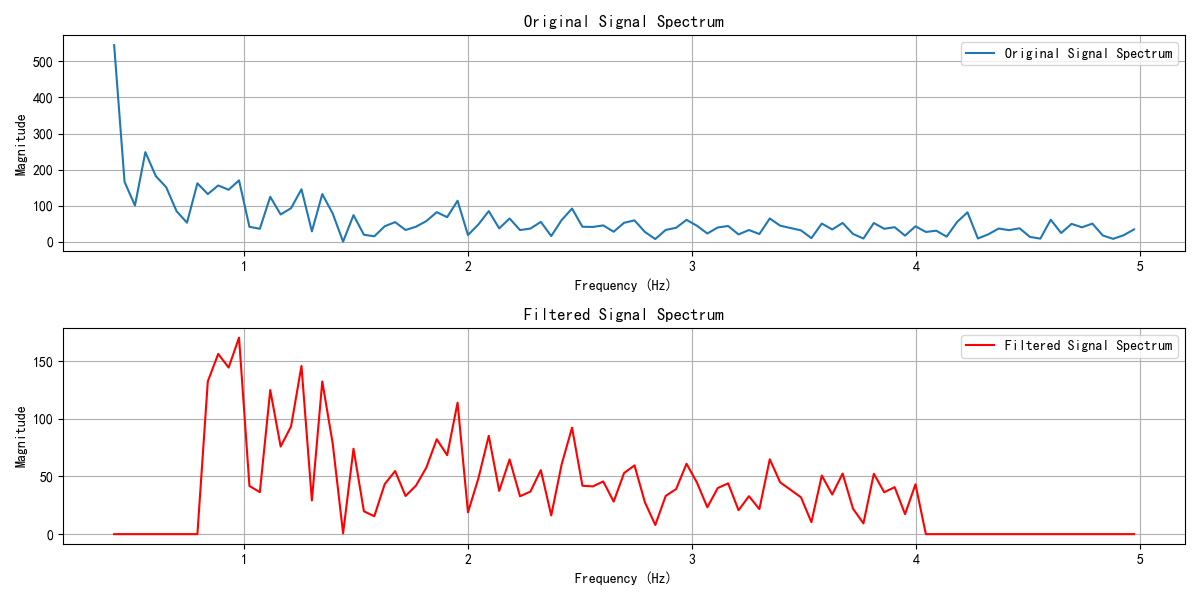 Original Signal Spectrum
Original Signal Spectrum
500
400
300
200
100
0
Magnitude
1 2 3 4 5
Frequency (Hz)
Filtered Signal Spectrum
Filtered Signal Spectrum
150
100
50
0
Magnitude
1 2 3 4 5
Frequency (Hz)